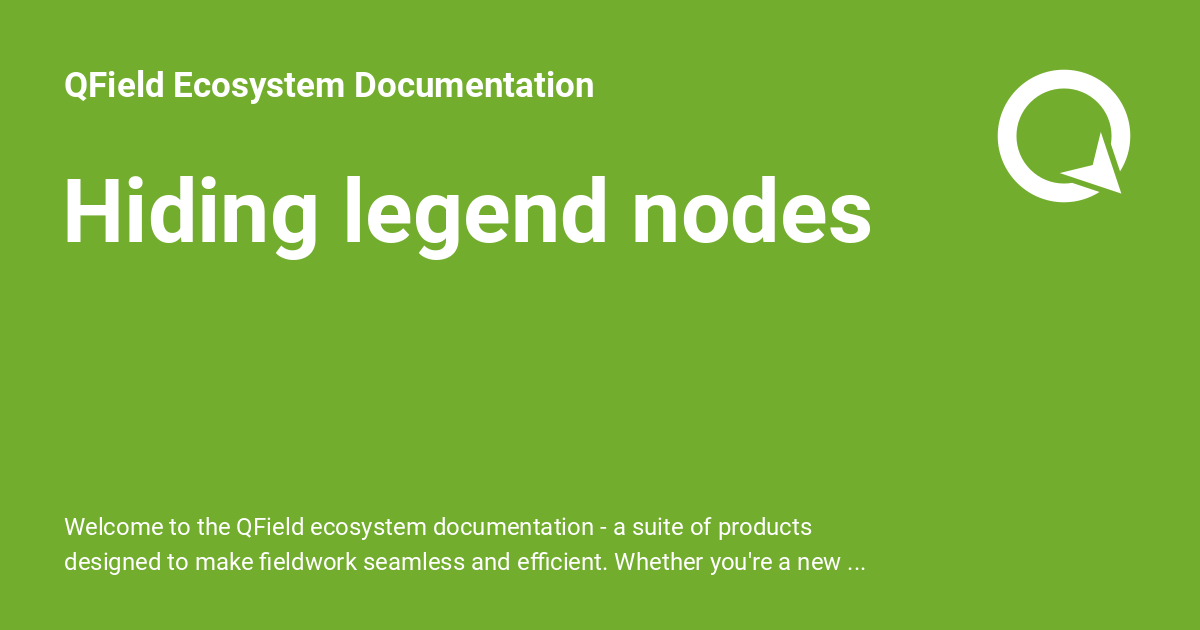 QField Ecosystem Documentation
Hiding legend nodes
Welcome to the QField ecosystem documentation - a suite of products
designed to make fieldwork seamless and efficient. Whether you're a new ...